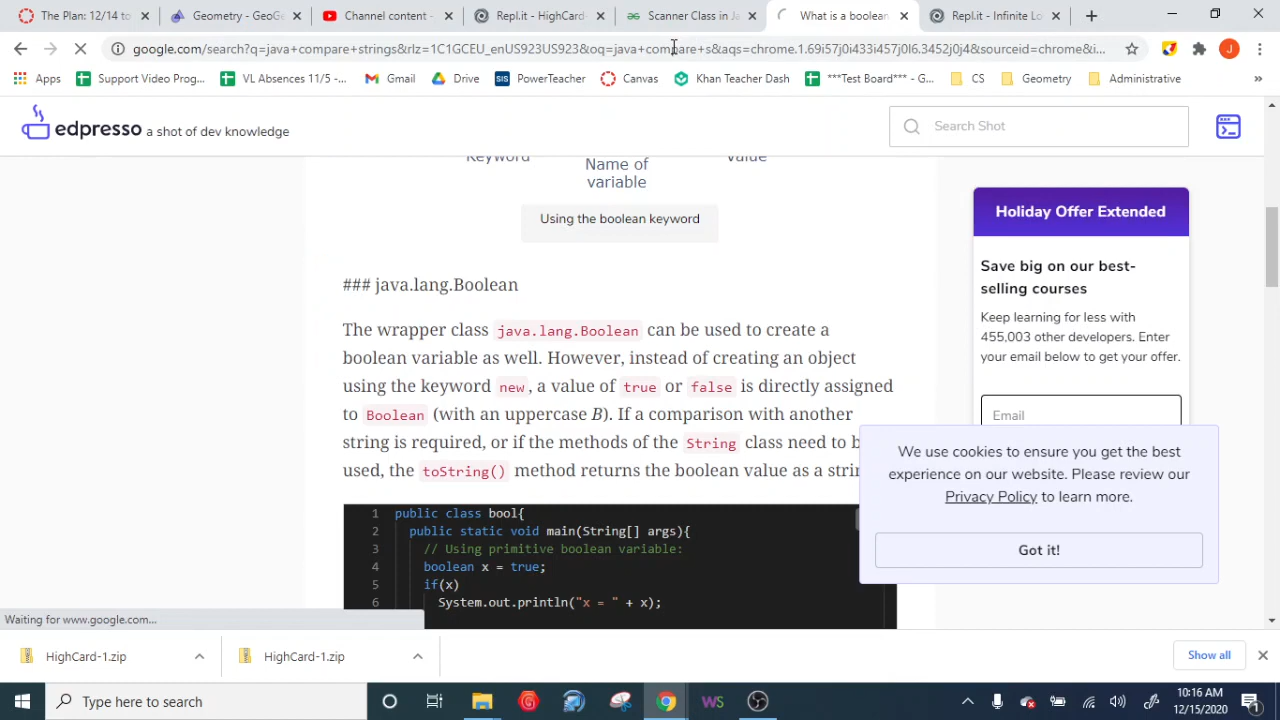 The Plan: 12/14 to
Geometry - GeoGe
Channel content -
Repl.it - HighCard-
Scanner Class in Ja
What is a boolean
Repl.it - Infinite Lo
google.com/search?q=java+compare+strings&rlz=1C1GCEU_enUS923US923&oq=java+compare+s&aqs=chrome.1.69i57j0i433i457j0l6.3452j0j4&sourceid=chrome&i...
J
Apps
Support Video Prog...
VL Absences 11/5 -...
Gmail
Drive
SIS
PowerTeacher
Canvas
Khan Teacher Dash
***Test Board** - G...
CS
Geometry
Administrative
»
edpresso a shot of dev knowledge
Search Shot
Keyword
Name of
variable
value
Using the boolean keyword
### java.lang.Boolean
The wrapper class java.lang.Boolean can be used to create a
boolean variable as well. However, instead of creating an object
using the keyword new, a value of true or false is directly assigned
to Boolean (with an uppercase B). If a comparison with another
string is required, or if the methods of the String class need to b
used, the toString() method returns the boolean value as a strin
1 public class bool{
2 public static void main(String[] args){
3 // Using primitive boolean variable:
4 boolean x = true;
5 if(x)
6 System.out.println("x = " + x);
Holiday Offer Extended
Save big on our best-
selling courses
Keep learning for less with
455,003 other developers. Enter
your email below to get your offer.
Email
We use cookies to ensure you get the best
experience on our website. Please review our
Privacy Policy to learn more.
Got it!
Waiting for www.google.com...
HighCard-1.zip
HighCard-1.zip
Show all
Type here to search
WS
10:16 AM
12/15/2020
1